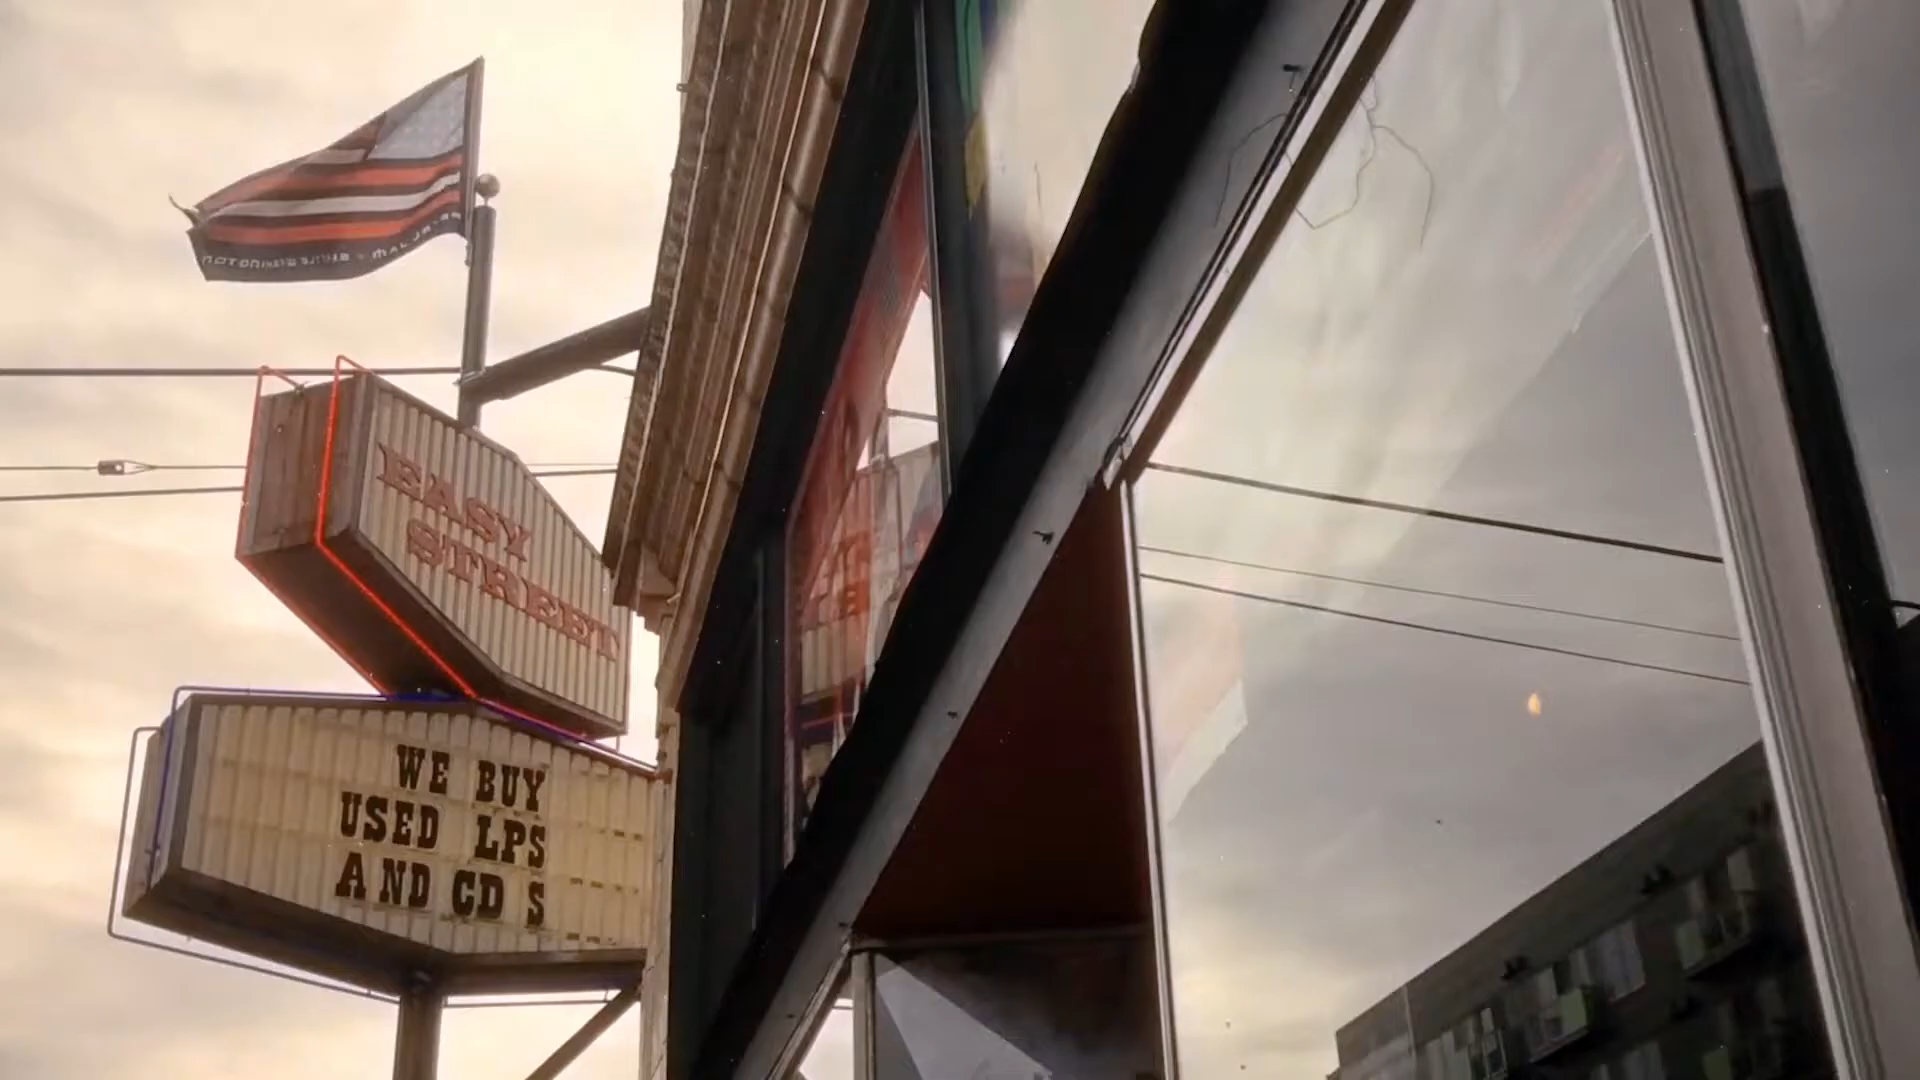 EASY
STREET
WE BUY
USED LPS
AND CD S